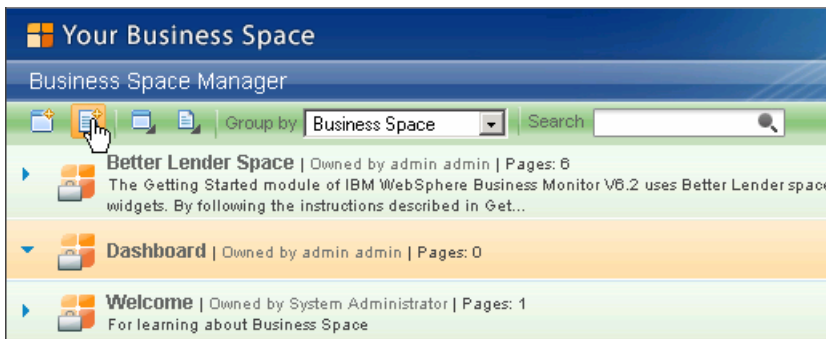 Your Business Space
Business Space Manager
Group by Business Space Search
Better Lender Space | Owned by admin admin | Pages: 6
The Getting Started module of IBM WebSphere Business Monitor V6.2 uses Better Lender space
widgets. By following the instructions described in Get...
Dashboard | Owned by admin admin | Pages: 0
Welcome | Owned by System Administrator | Pages: 1
For learning about Business Space